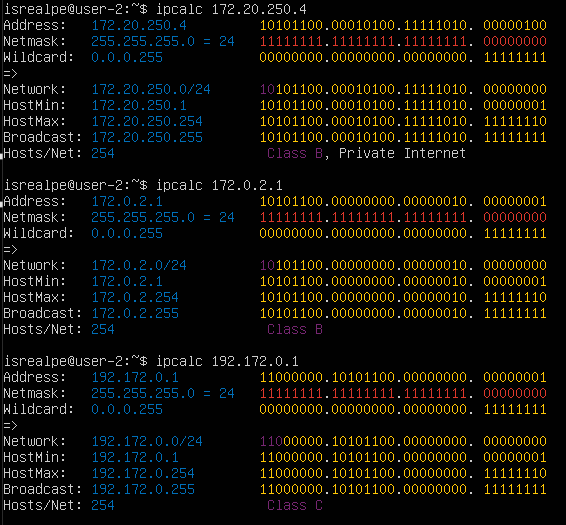 isrealpe@user-2:~$ ipcalc 172.20.250.4
Address:   172.20.250.4         10101100.00010100.11111010. 00000100
Netmask:   255.255.255.0 = 24   11111111.11111111.11111111. 00000000
Wildcard:  0.0.0.255            00000000.00000000.00000000. 11111111
=>
Network:   172.20.250.0/24      10101100.00010100.11111010. 00000000
HostMin:   172.20.250.1         10101100.00010100.11111010. 00000001
HostMax:   172.20.250.254       10101100.00010100.11111010. 11111110
Broadcast: 172.20.250.255       10101100.00010100.11111010. 11111111
Hosts/Net: 254                   Class B, Private Internet
isrealpe@user-2:~$ ipcalc 172.0.2.1
Address:   172.0.2.1            10101100.00000000.00000010. 00000001
Netmask:   255.255.255.0 = 24   11111111.11111111.11111111. 00000000
Wildcard:  0.0.0.255            00000000.00000000.00000000. 11111111
=>
Network:   172.0.2.0/24         10101100.00000000.00000010. 00000000
HostMin:   172.0.2.1            10101100.00000000.00000010. 00000001
HostMax:   172.0.2.254          10101100.00000000.00000010. 11111110
Broadcast: 172.0.2.255          10101100.00000000.00000010. 11111111
Hosts/Net: 254                   Class B
isrealpe@user-2:~$ ipcalc 192.172.0.1
Address:   192.172.0.1          11000000.10101100.00000000. 00000001
Netmask:   255.255.255.0 = 24   11111111.11111111.11111111. 00000000
Wildcard:  0.0.0.255            00000000.00000000.00000000. 11111111
=>
Network:   192.172.0.0/24       11000000.10101100.00000000. 00000000
HostMin:   192.172.0.1          11000000.10101100.00000000. 00000001
HostMax:   192.172.0.254        11000000.10101100.00000000. 11111110
Broadcast: 192.172.0.255        11000000.10101100.00000000. 11111111
Hosts/Net: 254                   Class C